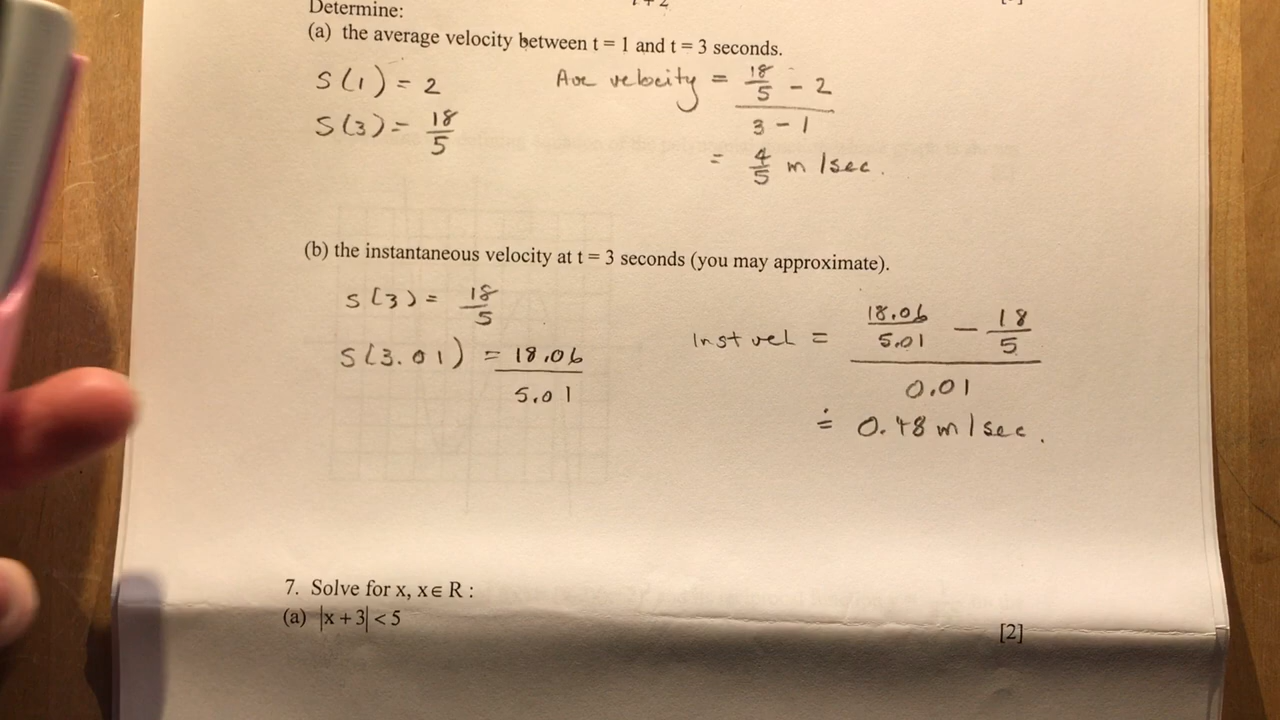 Determine:
(a) the average velocity between t = 1 and t = 3 seconds.
S(1) = 2
S(3) = 18/5
Ave velocity = (18/5 - 2)/(3 - 1)
= 4/5 m/sec.
(b) the instantaneous velocity at t = 3 seconds (you may approximate).
S(3) = 18/5
S(3.01) = 18.06/5.01
Inst vel = (18.06/5.01 - 18/5)/0.01
≐ 0.48 m/sec.
7. Solve for x, x ∈ R :
(a) |x + 3| < 5
[2]